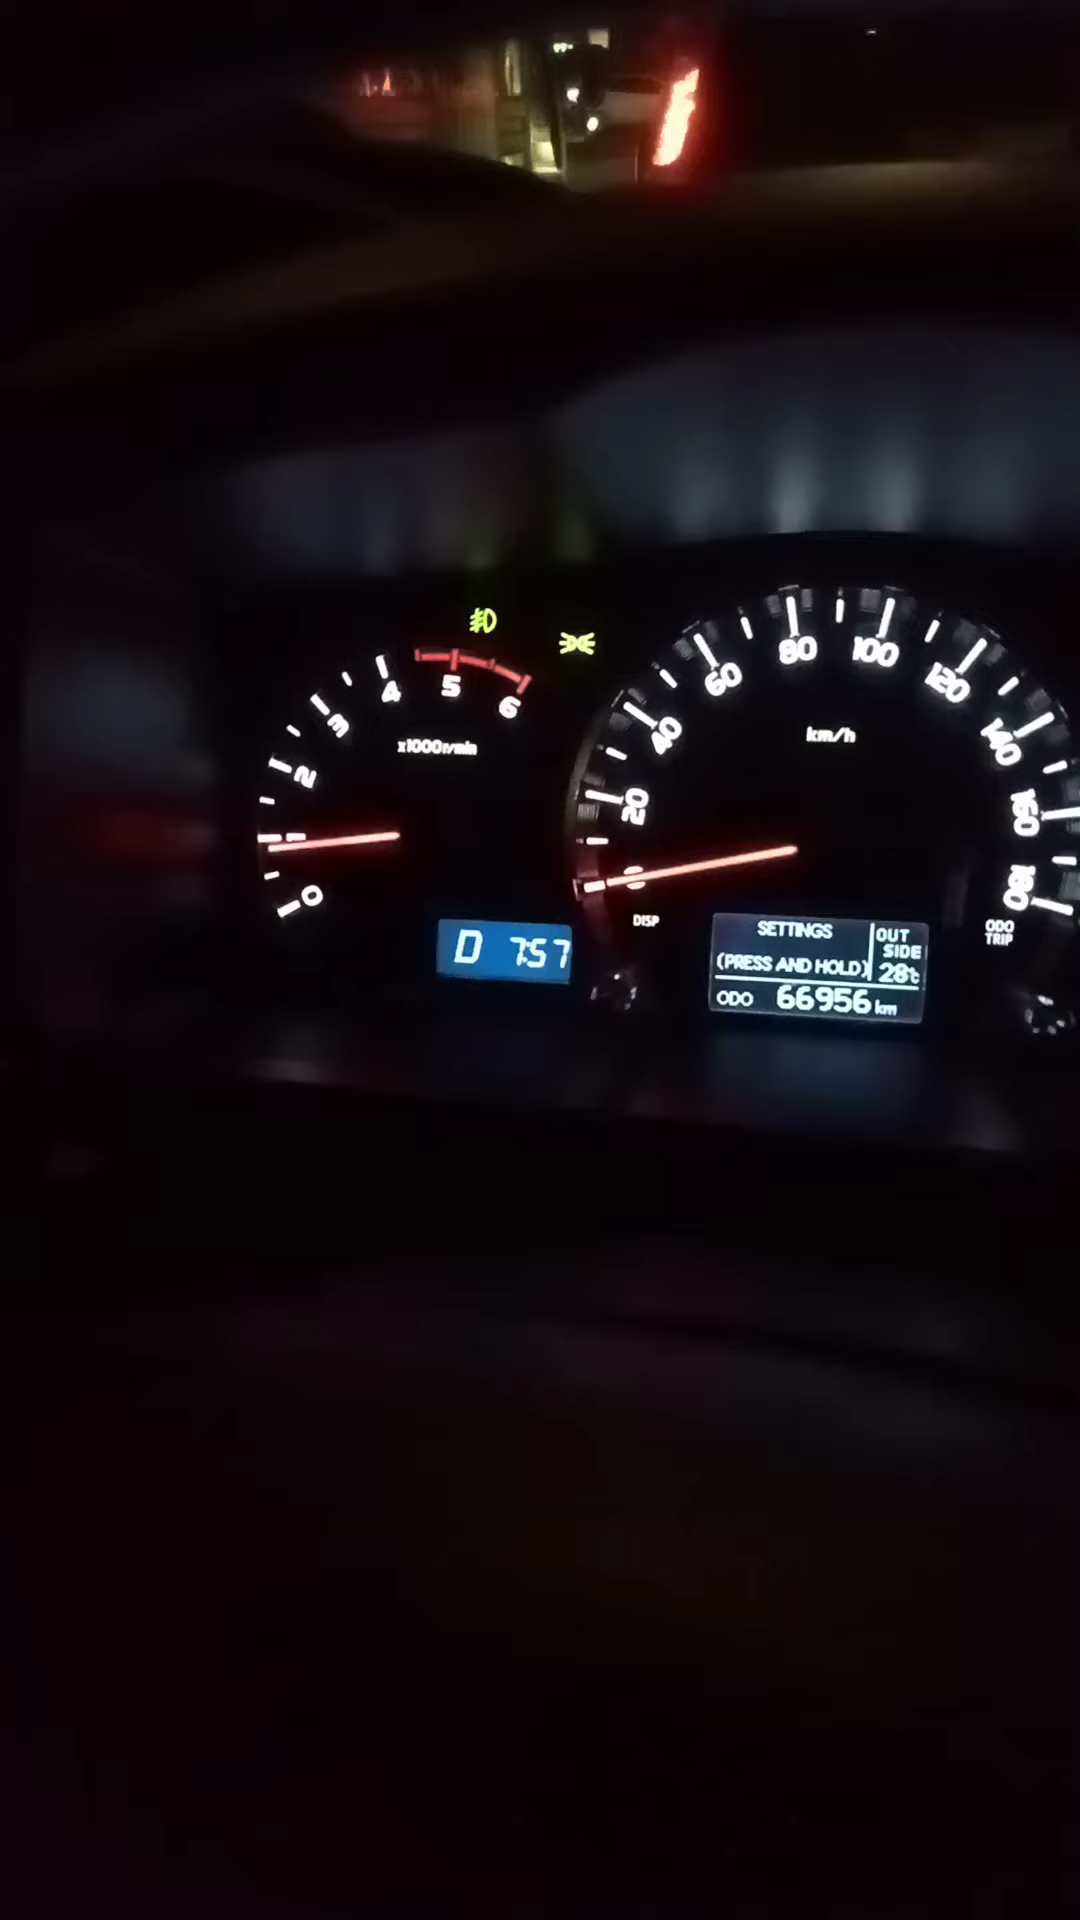 0
2
3
4
5
6
x1000r/min
D 7:57
20
40
60
80
100
120
140
160
180
km/h
DISP
ODO
TRIP
SETTINGS
(PRESS AND HOLD)
OUT
SIDE
28℃
ODO 66956 km